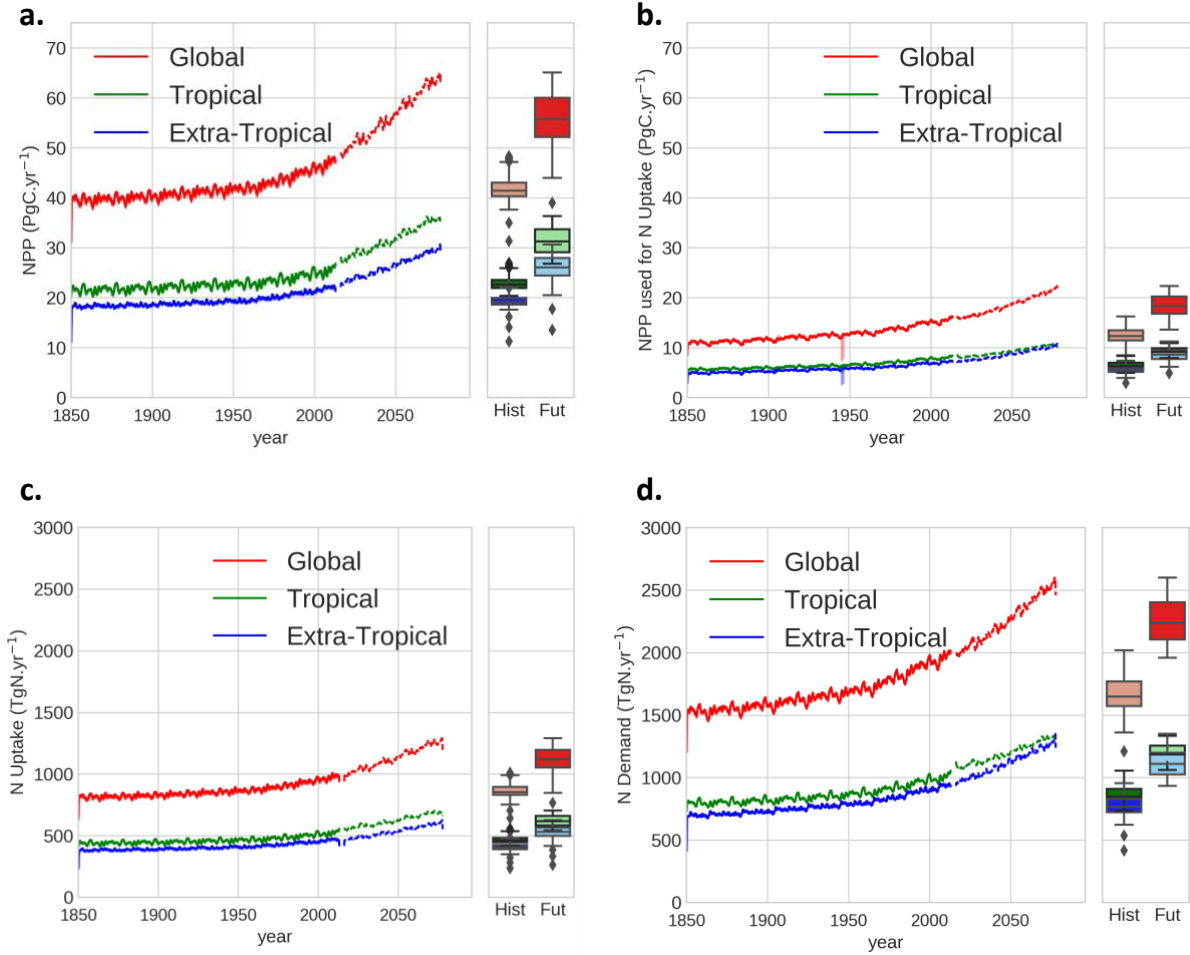 a.
70
60
50
40
30
20
10
0
NPP (PgC.yr⁻¹)
Global
Tropical
Extra-Tropical
1850 1900 1950 2000 2050
year
Hist Fut
b.
70
60
50
40
30
20
10
0
NPP used for N Uptake (PgC.yr⁻¹)
Global
Tropical
Extra-Tropical
1850 1900 1950 2000 2050
year
Hist Fut
c.
3000
2500
2000
1500
1000
500
0
N Uptake (TgN.yr⁻¹)
Global
Tropical
Extra-Tropical
1850 1900 1950 2000 2050
year
Hist Fut
d.
3000
2500
2000
1500
1000
500
0
N Demand (TgN.yr⁻¹)
Global
Tropical
Extra-Tropical
1850 1900 1950 2000 2050
year
Hist Fut